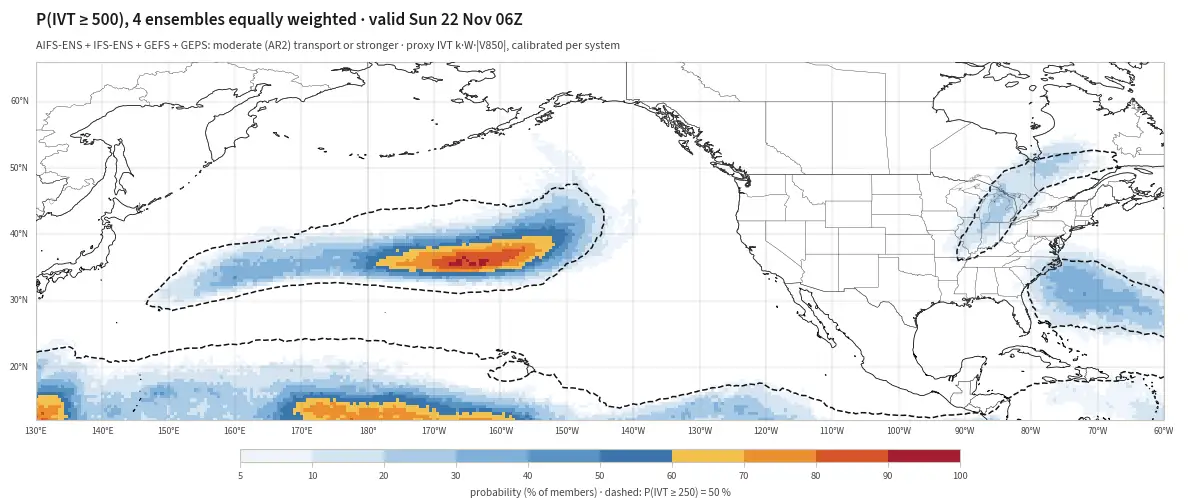 P(IVT ≥ 500), 4 ensembles equally weighted · valid Sun 22 Nov 06Z
AIFS-ENS + IFS-ENS + GEFS + GEPS: moderate (AR2) transport or stronger · proxy IVT k·W·|V850|, calibrated per system
60°N
50°N
40°N
30°N
20°N
130°E 140°E 150°E 160°E 170°E 180° 170°W 160°W 150°W 140°W 130°W 120°W 110°W 100°W 90°W 80°W 70°W 60°W
5 10 20 30 40 50 60 70 80 90 100
probability (% of members) · dashed: P(IVT ≥ 250) = 50 %